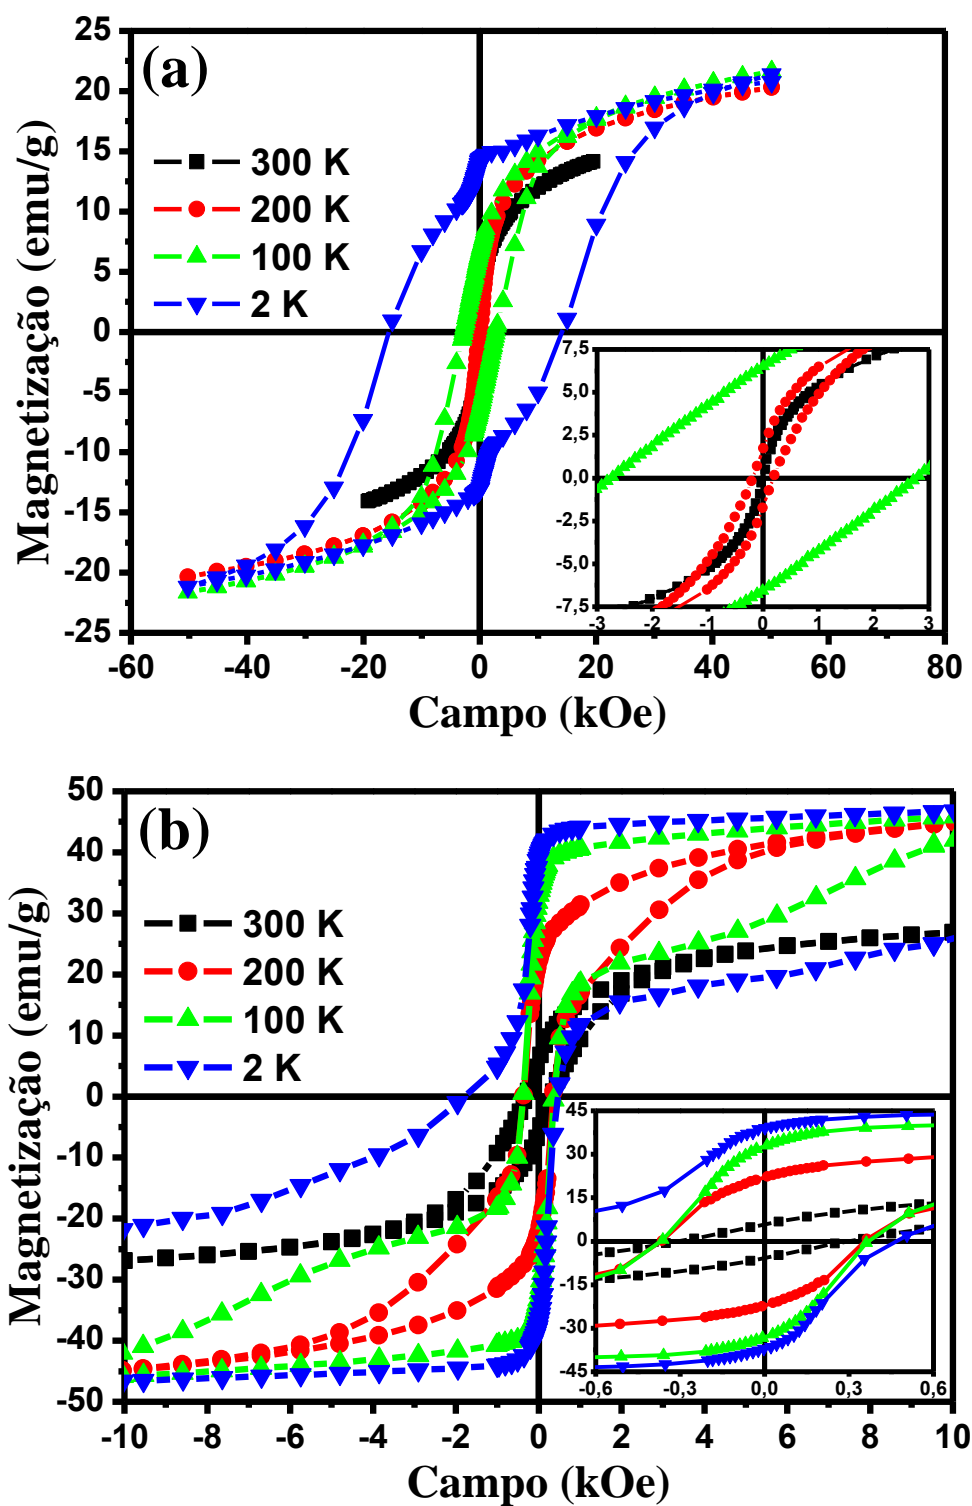 (a)
25
20
15
10
5
0
-5
-10
-15
-20
-25
Magnetização (emu/g)
300 K
200 K
100 K
2 K
7,5
5,0
2,5
0,0
-2,5
-5,0
-7,5
-3 -2 -1 0 1 2 3
-60 -40 -20 0 20 40 60 80
Campo (kOe)
(b)
50
40
30
20
10
0
-10
-20
-30
-40
-50
Magnetização (emu/g)
300 K
200 K
100 K
2 K
45
30
15
0
-15
-30
-45
-0,6 -0,3 0,0 0,3 0,6
-10 -8 -6 -4 -2 0 2 4 6 8 10
Campo (kOe)